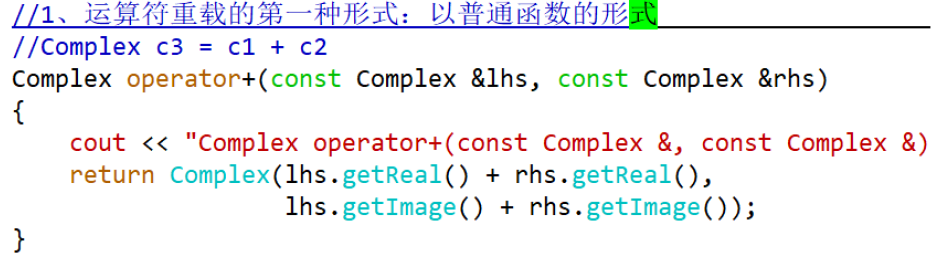 //1、运算符重载的第一种形式：以普通函数的形式
//Complex c3 = c1 + c2
Complex operator+(const Complex &lhs, const Complex &rhs)
{
    cout << "Complex operator+(const Complex &, const Complex &)
    return Complex(lhs.getReal() + rhs.getReal(),
                   lhs.getImage() + rhs.getImage());
}